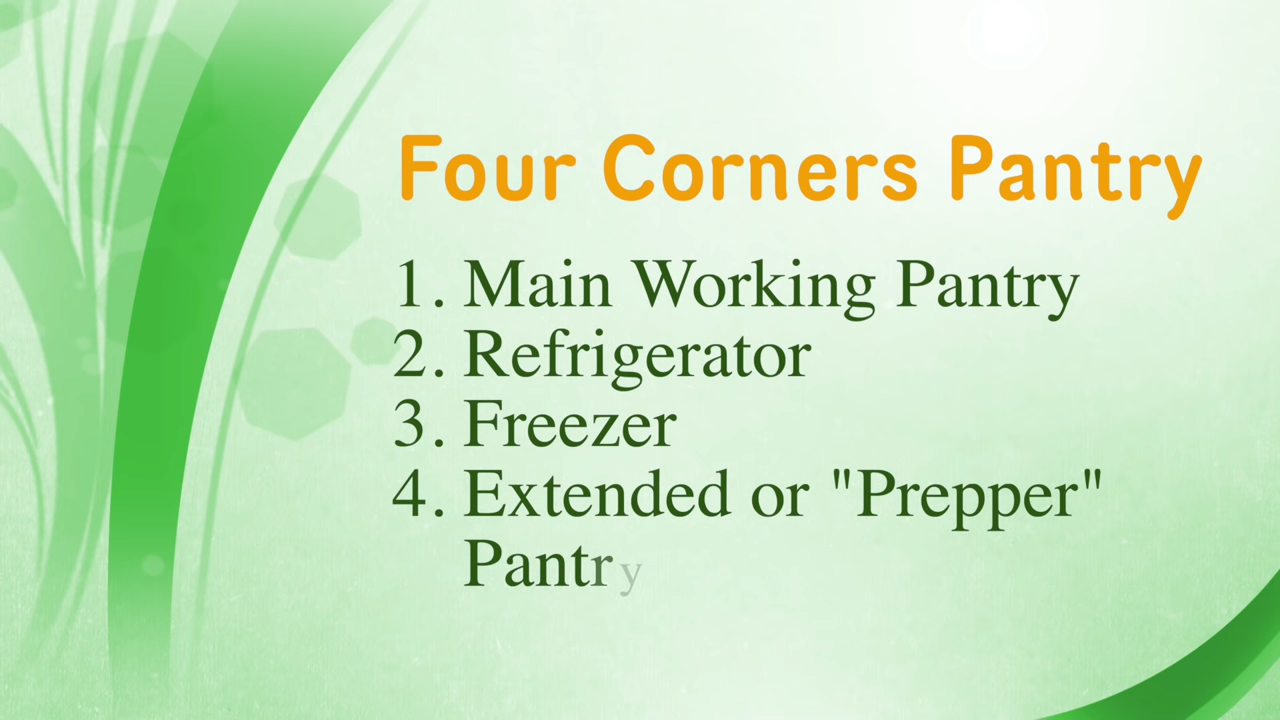 Four Corners Pantry
1. Main Working Pantry
2. Refrigerator
3. Freezer
4. Extended or "Prepper"
Pantry